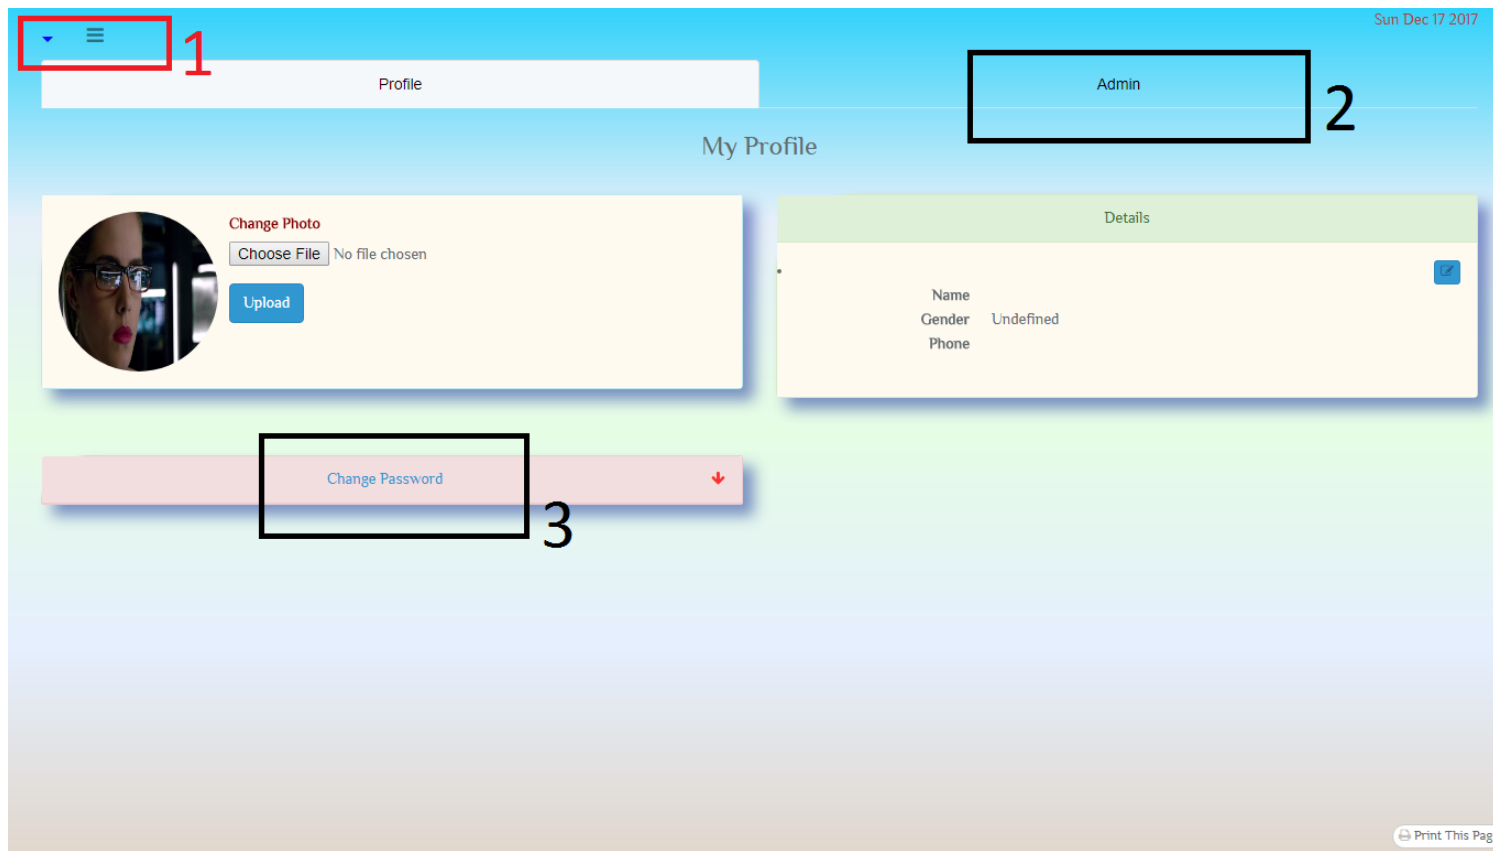 Sun Dec 17 2017
1
Profile
Admin
2
My Profile
Change Photo
Choose File No file chosen
Upload
Details
Name
Gender Undefined
Phone
Change Password
3
Print This Pag